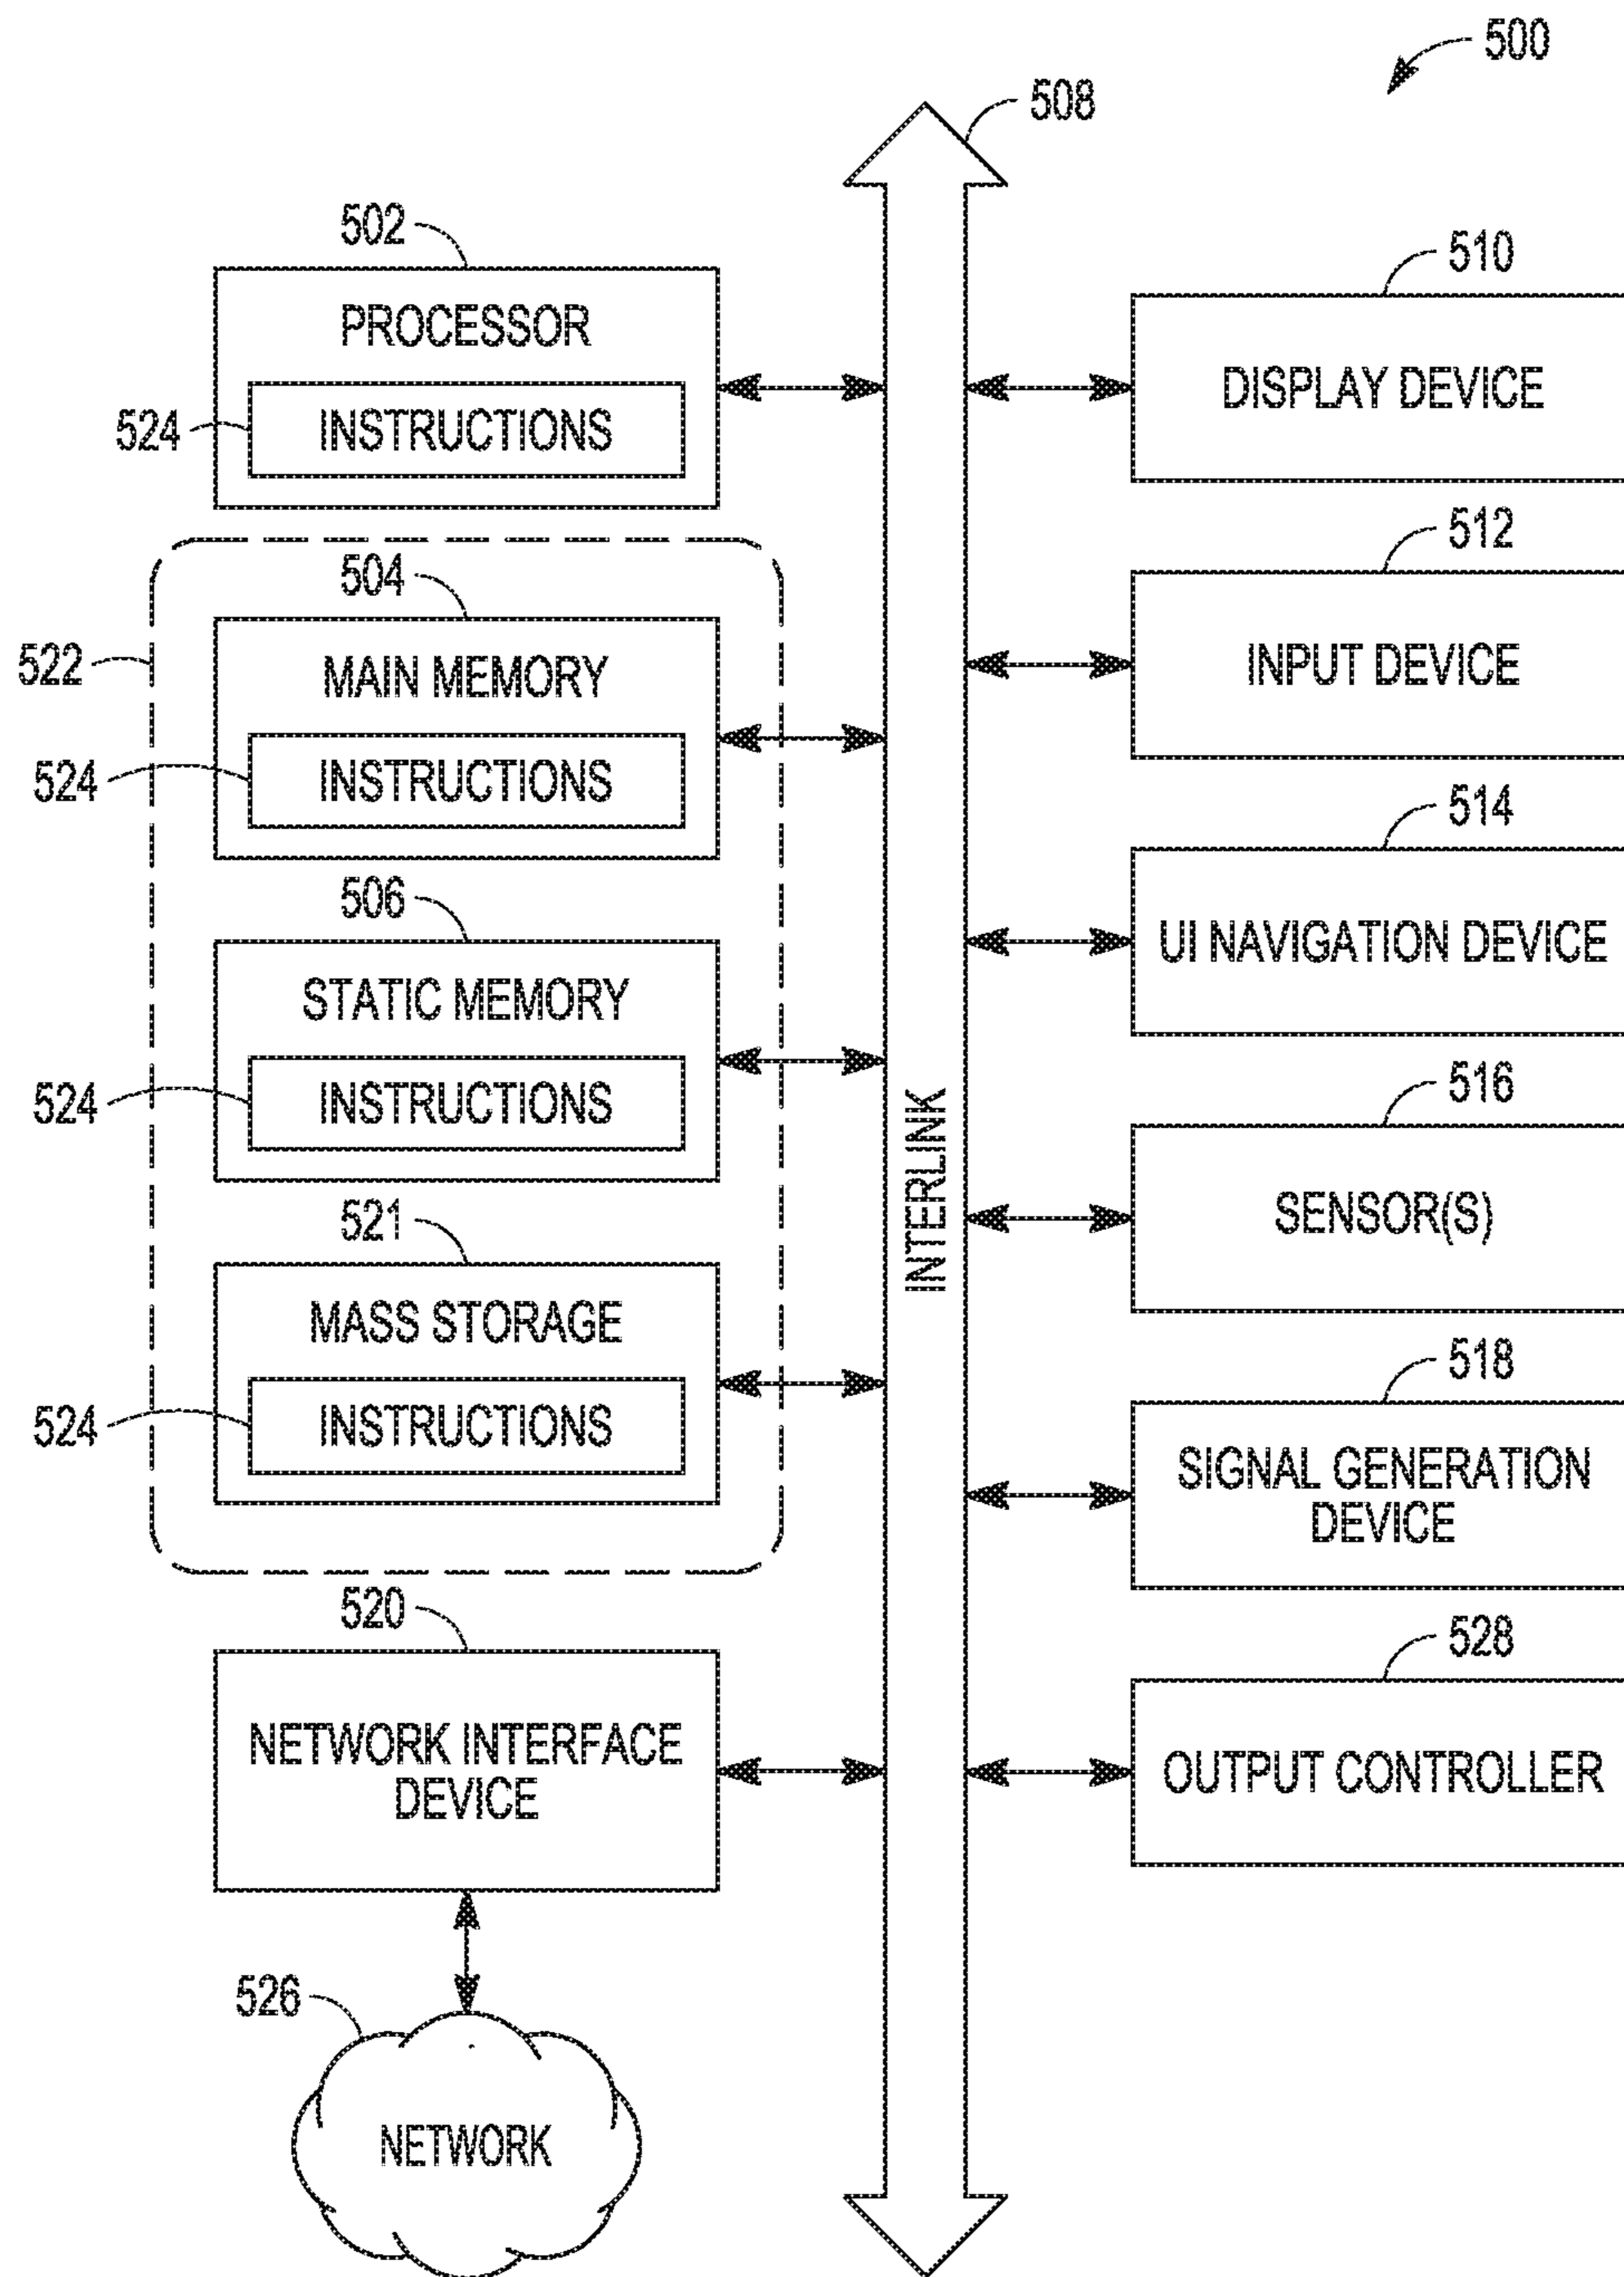 500
508
502
PROCESSOR
524
INSTRUCTIONS
522
504
MAIN MEMORY
524
INSTRUCTIONS
506
STATIC MEMORY
524
INSTRUCTIONS
521
MASS STORAGE
524
INSTRUCTIONS
520
NETWORK INTERFACE
DEVICE
526
NETWORK
INTERLINK
510
DISPLAY DEVICE
512
INPUT DEVICE
514
UI NAVIGATION DEVICE
516
SENSOR(S)
518
SIGNAL GENERATION
DEVICE
528
OUTPUT CONTROLLER